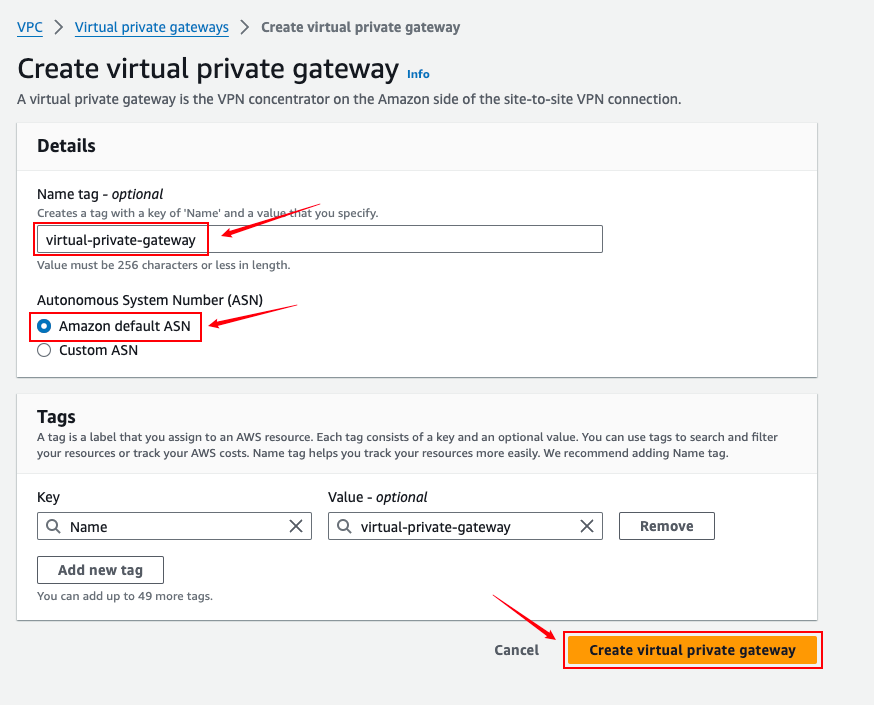 VPC > Virtual private gateways > Create virtual private gateway
Create virtual private gateway Info
A virtual private gateway is the VPN concentrator on the Amazon side of the site-to-site VPN connection.
Details
Name tag - optional
Creates a tag with a key of 'Name' and a value that you specify.
virtual-private-gateway
Value must be 256 characters or less in length.
Autonomous System Number (ASN)
Amazon default ASN
Custom ASN
Tags
A tag is a label that you assign to an AWS resource. Each tag consists of a key and an optional value. You can use tags to search and filter
your resources or track your AWS costs. Name tag helps you track your resources more easily. We recommend adding Name tag.
Key Value - optional
Name virtual-private-gateway Remove
Add new tag
You can add up to 49 more tags.
Cancel Create virtual private gateway